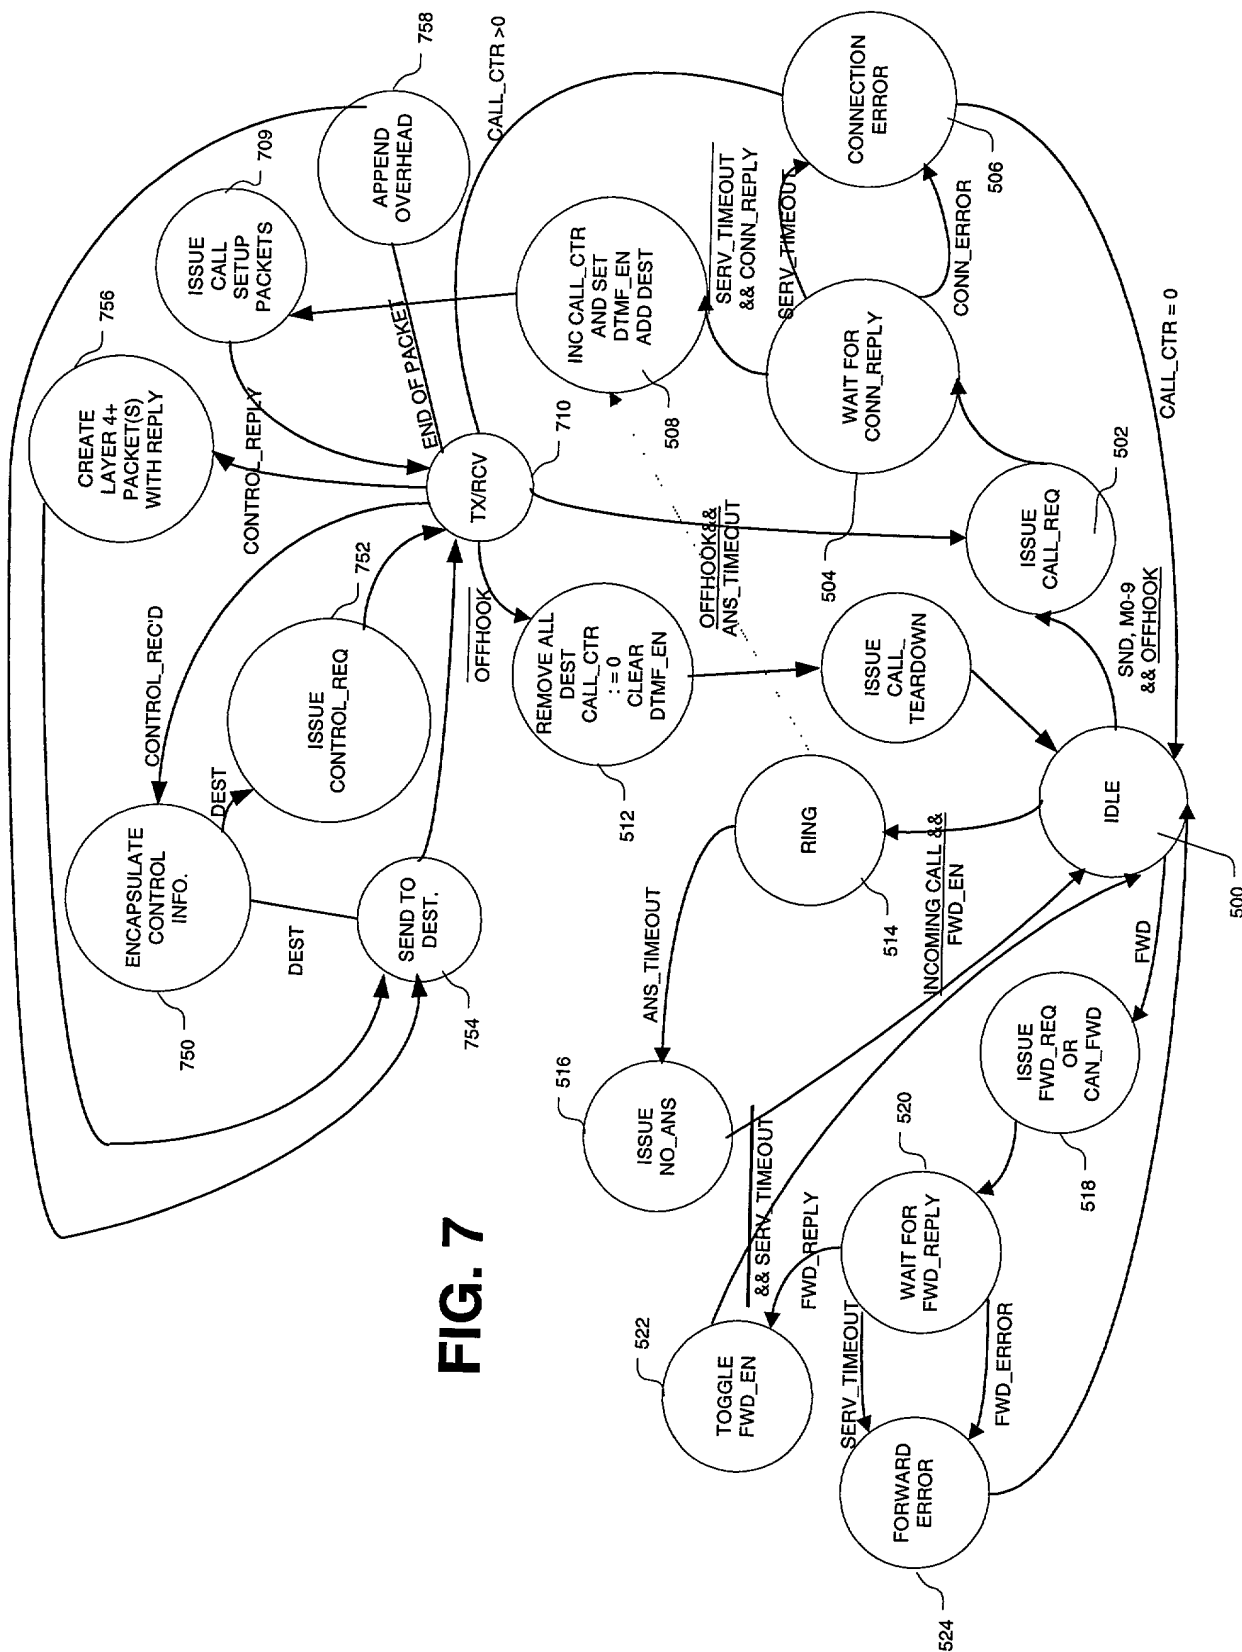 758
APPEND
OVERHEAD
CALL_CTR >0
709
ISSUE
CALL
SETUP
PACKETS
756
CREATE
LAYER 4+
PACKET(S)
WITH REPLY
CONTROL_REPLY
END OF PACKET
CONNECTION
ERROR
506
SERV_TIMEOUT
&& CONN_REPLY
SERV_TIMEOUT
CONN_ERROR
INC CALL_CTR
AND SET
DTMF_EN
ADD DEST
508
WAIT FOR
CONN_REPLY
504
CALL_CTR = 0
TX/RCV
710
CONTROL_REC'D
752
ISSUE
CONTROL_REQ
DEST
ENCAPSULATE
CONTROL
INFO.
750
DEST
SEND TO
DEST.
754
OFFHOOK
OFFHOOK&&
ANS_TIMEOUT
ISSUE
CALL_REQ
502
SND, M0-9
&& OFFHOOK
REMOVE ALL
DEST
CALL_CTR
: = 0
CLEAR
DTMF_EN
512
ISSUE
CALL_
TEARDOWN
RING
514
IDLE
500
INCOMING CALL &&
FWD_EN
ANS_TIMEOUT
516
ISSUE
NO_ANS
FWD
ISSUE
FWD_REQ
OR
CAN_FWD
518
520
WAIT FOR
FWD_REPLY
&& SERV_TIMEOUT
FWD_REPLY
522
TOGGLE
FWD_EN
SERV_TIMEOUT
FWD_ERROR
FORWARD
ERROR
524
FIG. 7